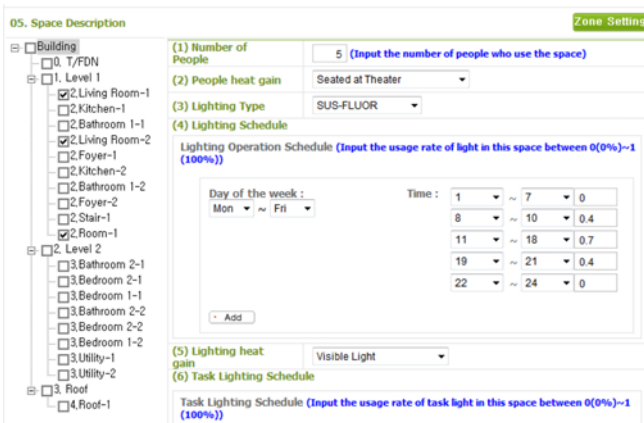 05. Space Description
Zone Setting
Building
0, T/FDN
1, Level 1
2,Living Room-1
2,Kitchen-1
2,Bathroom 1-1
2,Living Room-2
2,Foyer-1
2,Kitchen-2
2,Bathroom 1-2
2,Foyer-2
2,Stair-1
2,Room-1
2, Level 2
3,Bathroom 2-1
3,Bedroom 2-1
3,Bedroom 1-1
3,Bathroom 2-2
3,Bedroom 2-2
3,Bedroom 1-2
3,Utility-1
3,Utility-2
3, Roof
4,Roof-1
(1) Number of
People
5 (Input the number of people who use the space)
(2) People heat gain Seated at Theater
(3) Lighting Type SUS-FLUOR
(4) Lighting Schedule
Lighting Operation Schedule (Input the usage rate of light in this space between 0(0%)~1
(100%))
Day of the week :
Mon ~ Fri
Time : 1 ~ 7 0
8 ~ 10 0.4
11 ~ 18 0.7
19 ~ 21 0.4
22 ~ 24 0
Add
(5) Lighting heat
gain
Visible Light
(6) Task Lighting Schedule
Task Lighting Schedule (Input the usage rate of task light in this space between 0(0%)~1
(100%))